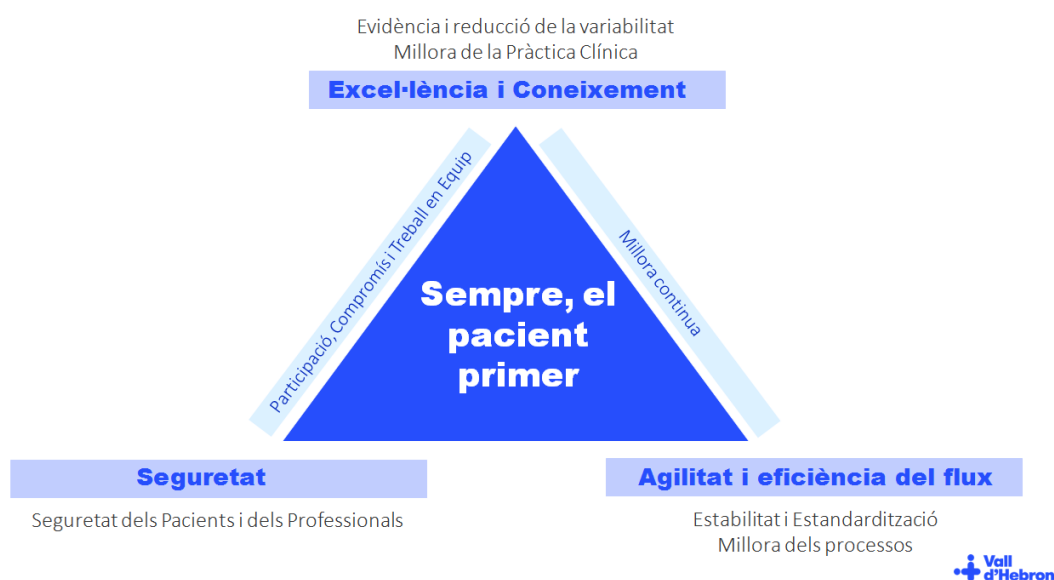 Evidència i reducció de la variabilitat
Millora de la Pràctica Clínica
Excel·lència i Coneixement
Participació, Compromís i Treball en Equip
Millora continua
Sempre, el
pacient
primer
Seguretat
Seguretat dels Pacients i dels Professionals
Agilitat i eficiència del flux
Estabilitat i Estandardització
Millora dels processos
Vall
d'Hebron